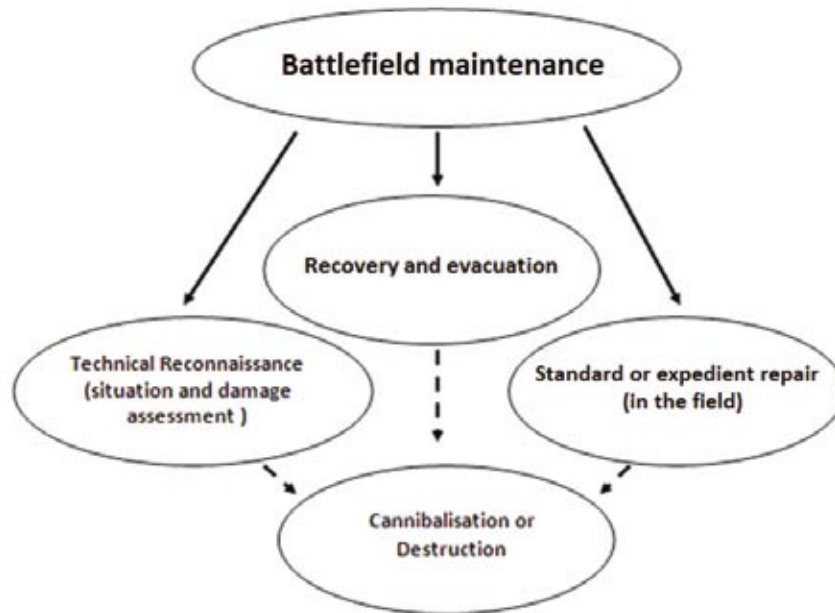 Battlefield maintenance
Recovery and evacuation
Technical Reconnaissance
(situation and damage
assessment )
Standard or expedient repair
(in the field)
Cannibalisation or
Destruction